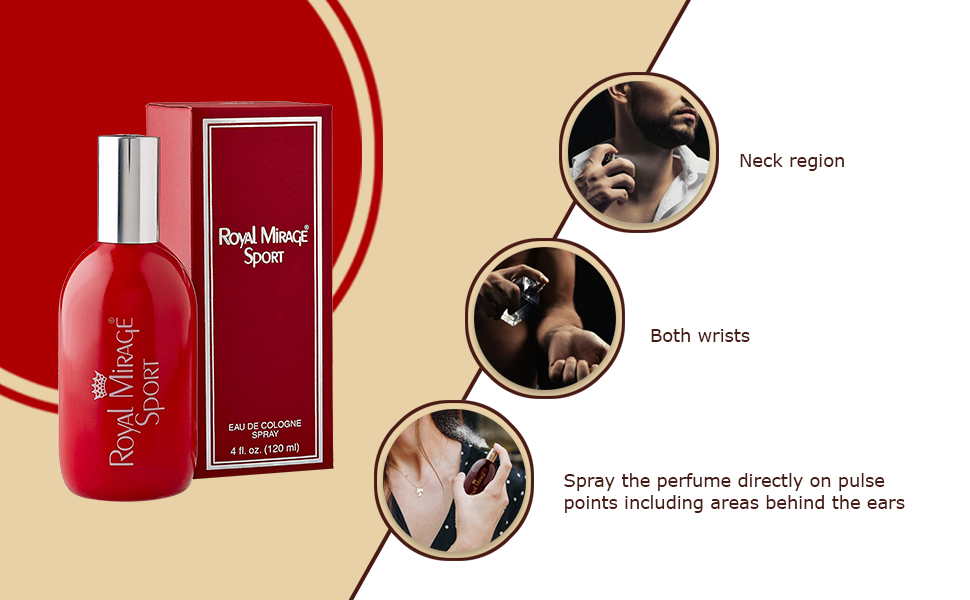 Royal Mirage®
Sport
EAU DE COLOGNE
SPRAY
4 fl. oz. (120 ml)
Royal Mirage®
Sport
Neck region
Both wrists
Spray the perfume directly on pulse
points including areas behind the ears